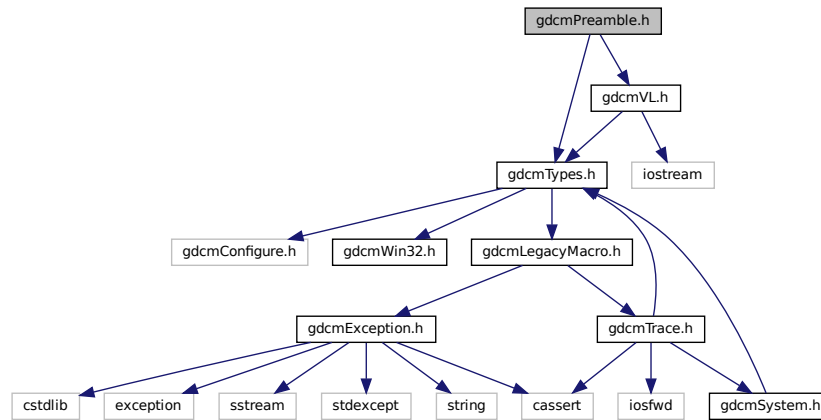 gdcmPreamble.h
gdcmVL.h
gdcmTypes.h
iostream
gdcmConfigure.h
gdcmWin32.h
gdcmLegacyMacro.h
gdcmException.h
gdcmTrace.h
cstdlib
exception
sstream
stdexcept
string
cassert
iosfwd
gdcmSystem.h